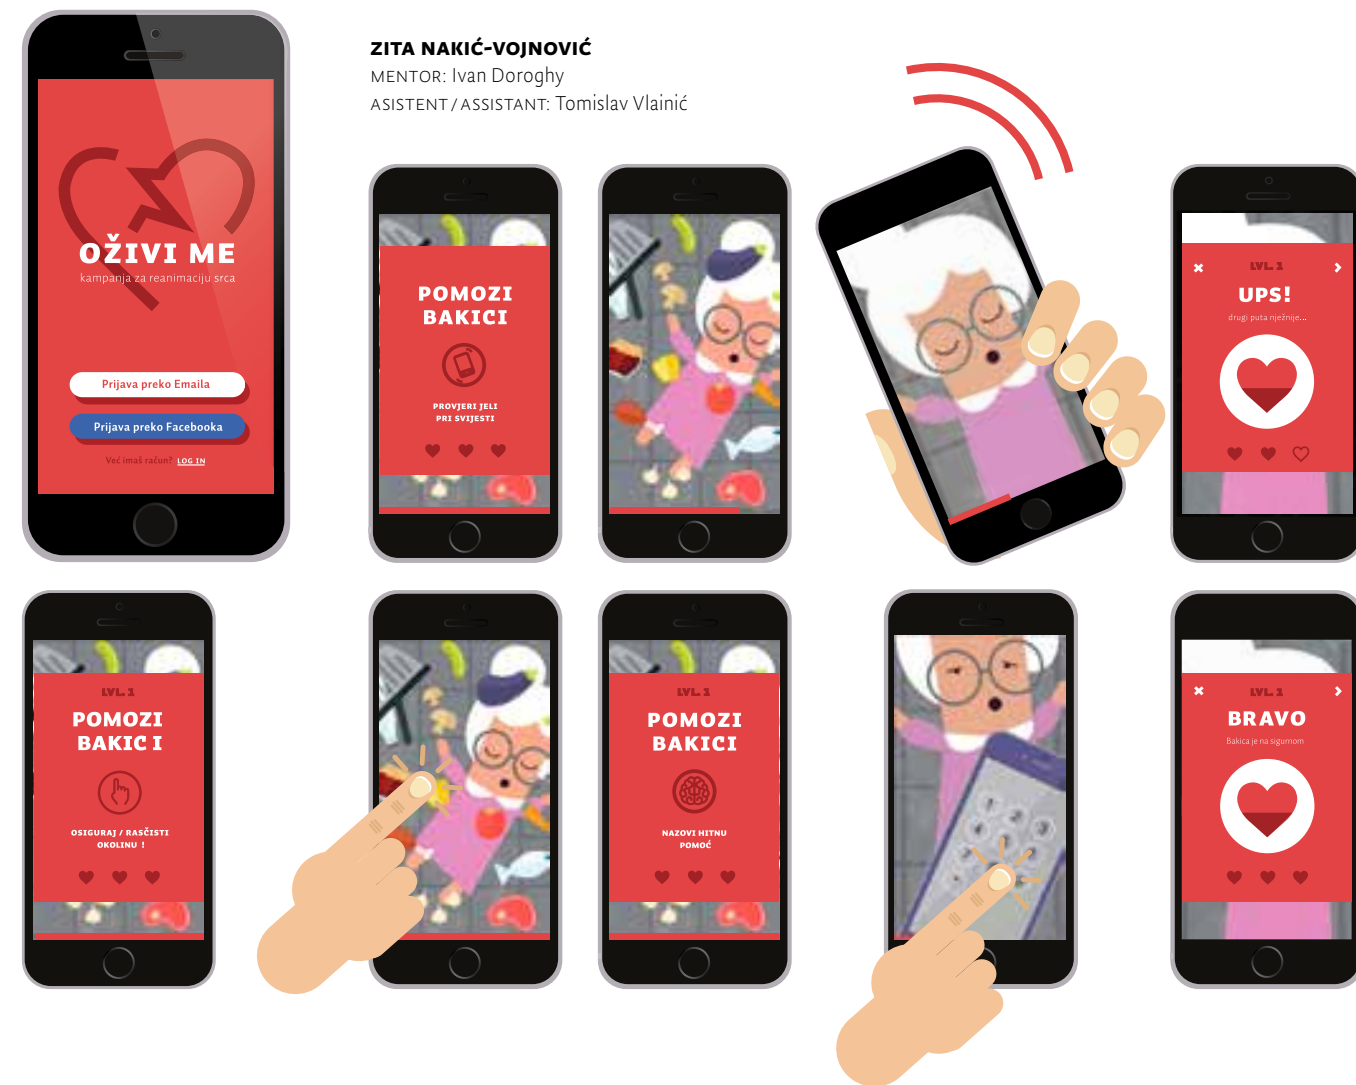 ZITA NAKIĆ-VOJNOVIĆ
MENTOR: Ivan Doroghy
ASISTENT / ASSISTANT: Tomislav Vlainić
OŽIVI ME
kampanja za reanimaciju srca
Prijava preko Emaila
Prijava preko Facebooka
Već imaš račun? LOG IN
POMOZI
BAKICI
PROVJERI JELI
PRI SVIJESTI
LVL. 1
UPS!
drugi puta nježnije...
LVL. 1
POMOZI
BAKIC I
OSIGURAJ / RAŠČISTI
OKOLINU !
LVL. 1
POMOZI
BAKICI
NAZOVI HITNU
POMOĆ
LVL. 1
BRAVO
Bakica je na sigurnom